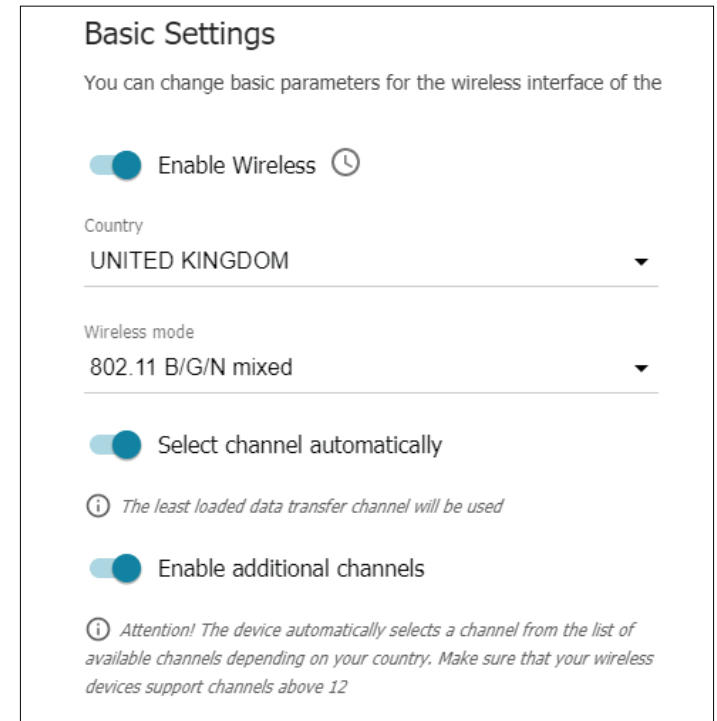 Basic Settings
You can change basic parameters for the wireless interface of the
Enable Wireless
Country
UNITED KINGDOM
Wireless mode
802.11 B/G/N mixed
Select channel automatically
The least loaded data transfer channel will be used
Enable additional channels
Attention! The device automatically selects a channel from the list of
available channels depending on your country. Make sure that your wireless
devices support channels above 12